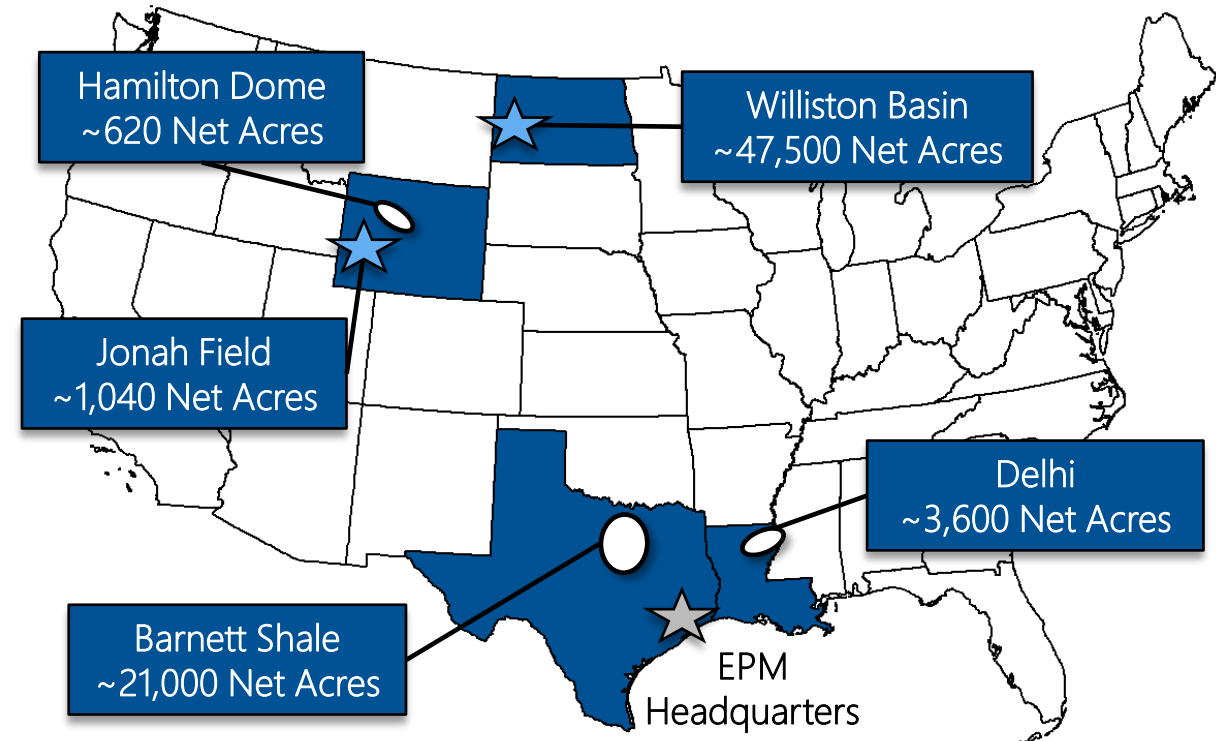 Hamilton Dome
~620 Net Acres
Williston Basin
~47,500 Net Acres
Jonah Field
~1,040 Net Acres
Delhi
~3,600 Net Acres
Barnett Shale
~21,000 Net Acres
EPM
Headquarters